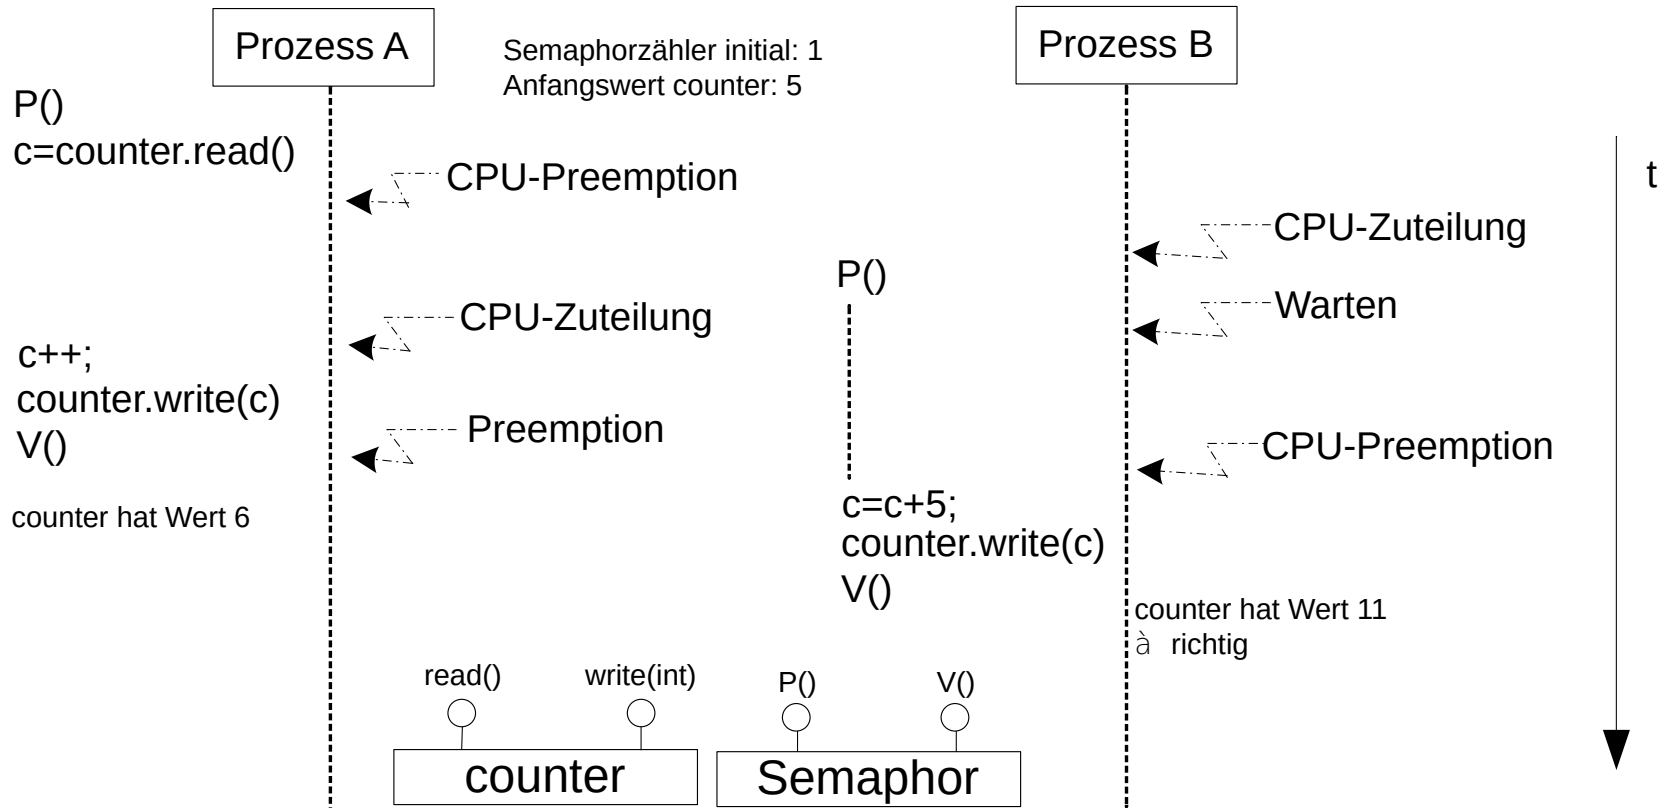 Prozess A
Semaphorzähler initial: 1
Anfangswert counter: 5
Prozess B
P()
c=counter.read()
CPU-Preemption
t
CPU-Zuteilung
P()
Warten
CPU-Zuteilung
c++;
counter.write(c)
V()
Preemption
CPU-Preemption
counter hat Wert 6
c=c+5;
counter.write(c)
V()
counter hat Wert 11
à richtig
read()
write(int)
P()
V()
counter
Semaphor